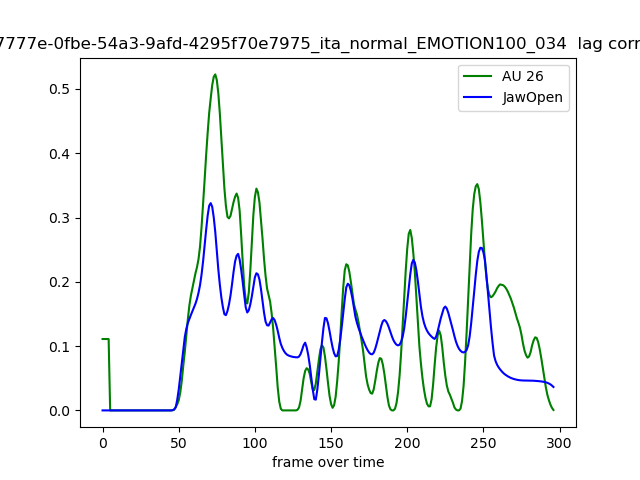 7777e-0fbe-54a3-9afd-4295f70e7975_ita_normal_EMOTION100_034 lag corr
AU 26
JawOpen
0.5
0.4
0.3
0.2
0.1
0.0
0 50 100 150 200 250 300
frame over time